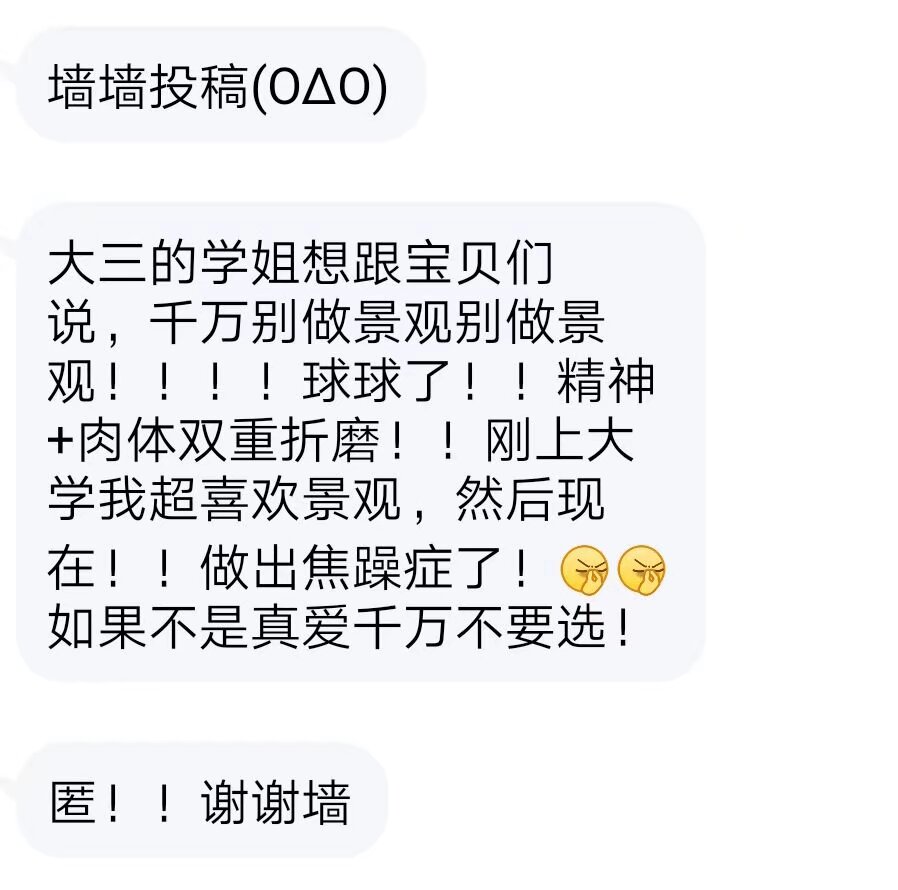 墙墙投稿(OΔO)
大三的学姐想跟宝贝们
说，千万别做景观别做景
观！！！！球球了！！精神
+肉体双重折磨！！刚上大
学我超喜欢景观，然后现
在！！做出焦躁症了！
如果不是真爱千万不要选！
匿！！谢谢墙